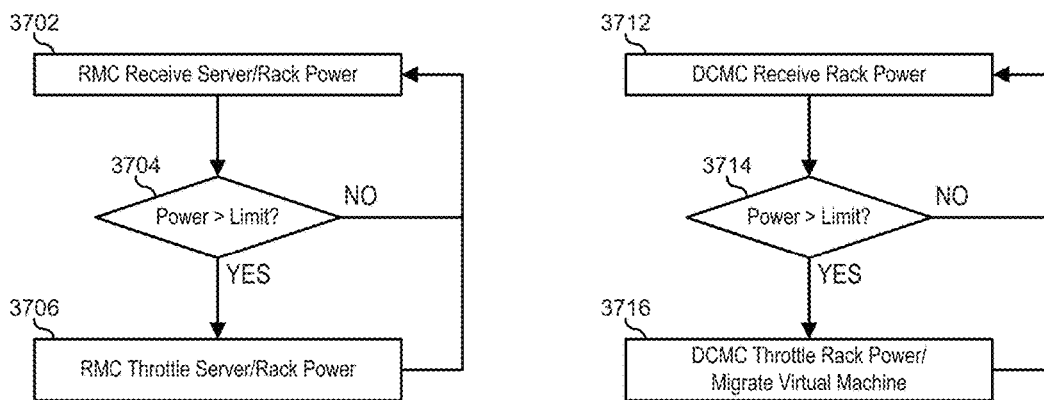 3702
RMC Receive Server/Rack Power
3704
Power > Limit?
NO
YES
3706
RMC Throttle Server/Rack Power
3712
DCMC Receive Rack Power
3714
Power > Limit?
NO
YES
3716
DCMC Throttle Rack Power/
Migrate Virtual Machine